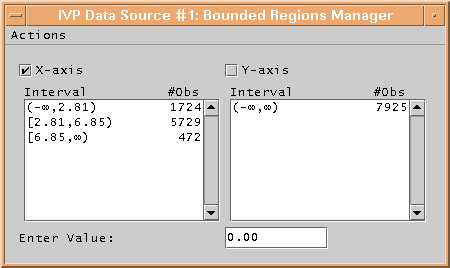 IVP Data Source #1: Bounded Regions Manager
Actions
X-axis Y-axis
Interval #Obs Interval #Obs
(-∞,2.81) 1724 (-∞,∞) 7925
[2.81,6.85) 5729
[6.85,∞) 472
Enter Value: 0.00